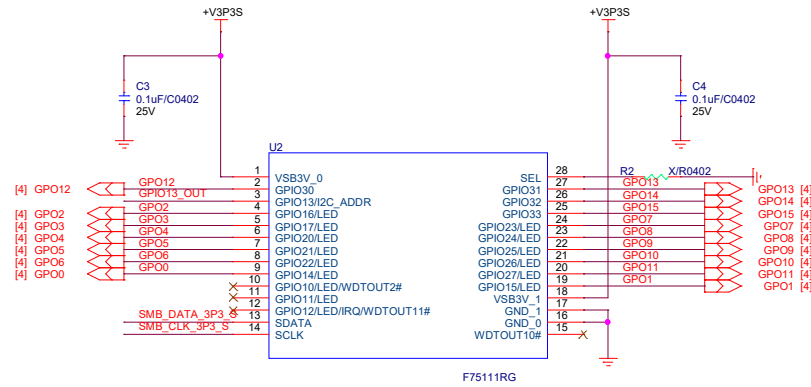 +V3P3S
+V3P3S
C3
0.1uF/C0402
25V
C4
0.1uF/C0402
25V
U2
1 VSB3V_0
[4] GPO12 GPO12 2 GPIO30
GPIO13_OUT 3 GPIO13/I2C_ADDR
[4] GPO2 GPO2 4 GPIO16/LED
[4] GPO3 GPO3 5 GPIO17/LED
[4] GPO4 GPO4 6 GPIO20/LED
[4] GPO5 GPO5 7 GPIO21/LED
[4] GPO6 GPO6 8 GPIO22/LED
[4] GPO0 GPO0 9 GPIO14/LED
10 GPIO10/LED/WDTOUT2#
11 GPIO11/LED
12 GPIO12/LED/IRQ/WDTOUT11#
SMB_DATA_3P3_S 13 SDATA
SMB_CLK_3P3_S 14 SCLK
SEL 28 R2 X/R0402
GPIO31 27 GPO13 GPO13 [4]
GPIO32 26 GPO14 GPO14 [4]
GPIO33 25 GPO15 GPO15 [4]
GPIO23/LED 24 GPO7 GPO7 [4]
GPIO24/LED 23 GPO8 GPO8 [4]
GPIO25/LED 22 GPO9 GPO9 [4]
GPIO26/LED 21 GPO10 GPO10 [4]
GPIO27/LED 20 GPO11 GPO11 [4]
GPIO15/LED 19 GPO1 GPO1 [4]
VSB3V_1 18
GND_1 17
GND_0 16
WDTOUT10# 15
F75111RG